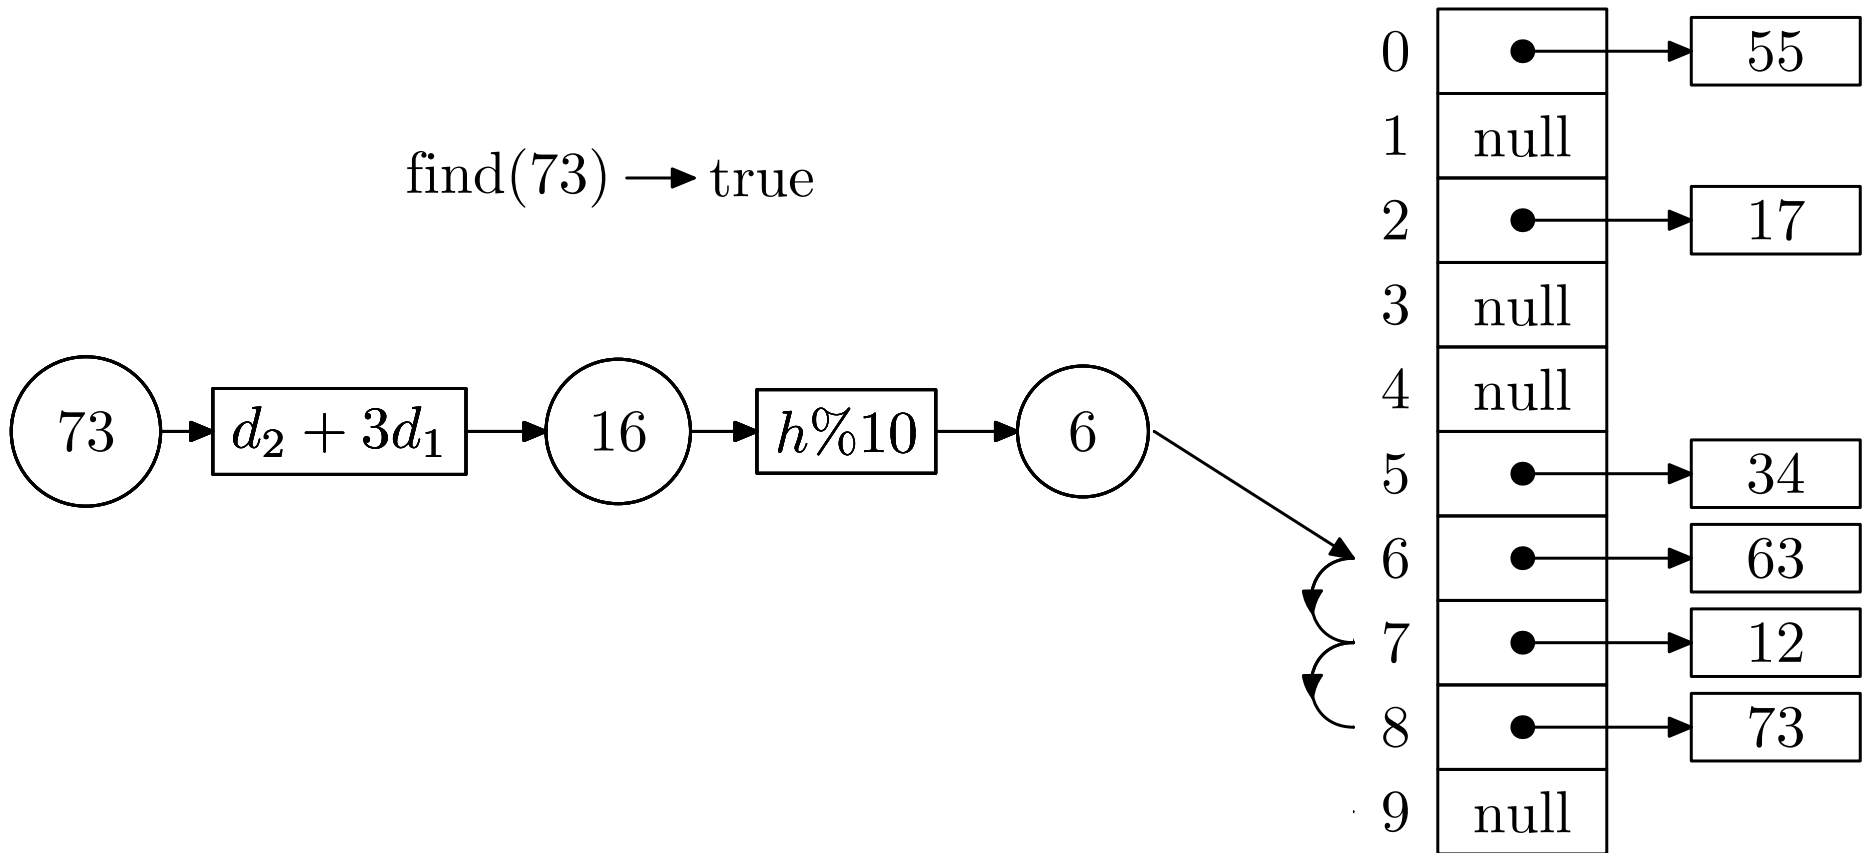 find(73) → true
73
d₂ + 3d₁
16
h%10
6
0 55
1 null
2 17
3 null
4 null
5 34
6 63
7 12
8 73
9 null